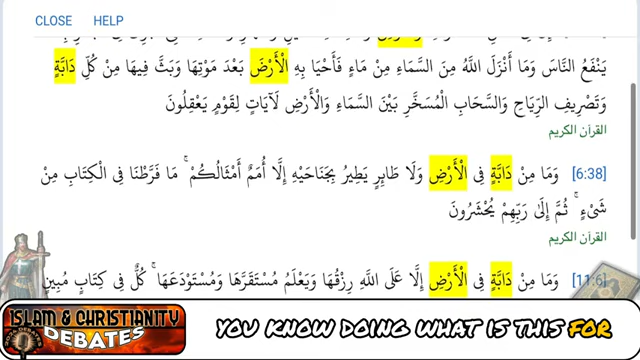 CLOSE HELP
يَنْفَعُ النَّاسَ وَمَا أَنْزَلَ اللَّهُ مِنَ السَّمَاءِ مِنْ مَاءٍ فَأَحْيَا بِهِ الْأَرْضَ بَعْدَ مَوْتِهَا وَبَثَّ فِيهَا مِنْ كُلِّ دَابَّةٍ
وَتَصْرِيفِ الرِّيَاحِ وَالسَّحَابِ الْمُسَخَّرِ بَيْنَ السَّمَاءِ وَالْأَرْضِ لَآيَاتٍ لِقَوْمٍ يَعْقِلُونَ
القرآن الكريم
[6:38] وَمَا مِنْ دَابَّةٍ فِى الْأَرْضِ وَلَا طَائِرٍ يَطِيرُ بِجَنَاحَيْهِ إِلَّا أُمَمٌ أَمْثَالُكُمْ ۚ مَا فَرَّطْنَا فِى الْكِتَابِ مِنْ
شَىْءٍ ۚ ثُمَّ إِلَىٰ رَبِّهِمْ يُحْشَرُونَ
القرآن الكريم
[11:6] وَمَا مِنْ دَابَّةٍ فِى الْأَرْضِ إِلَّا عَلَى اللَّهِ رِزْقُهَا وَيَعْلَمُ مُسْتَقَرَّهَا وَمُسْتَوْدَعَهَا ۚ كُلٌّ فِى كِتَابٍ مُبِينٍ
ISLAM & CHRISTIANITY
DEBATES
YOU KNOW DOING WHAT IS THIS FOR